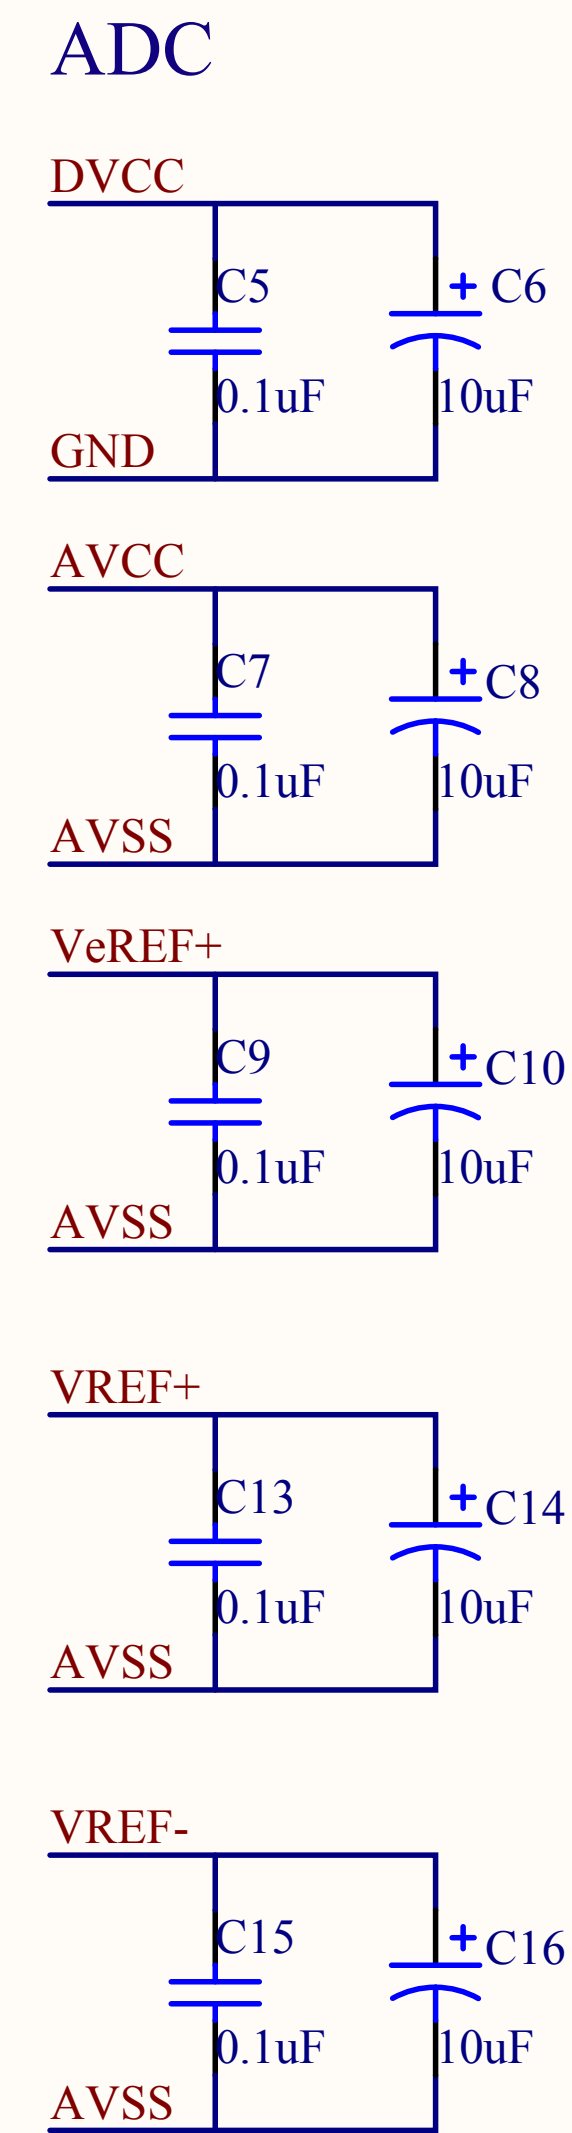 ADC
DVCC
C5
+ C6
0.1uF
10uF
GND
AVCC
C7
+ C8
0.1uF
10uF
AVSS
VeREF+
C9
+ C10
0.1uF
10uF
AVSS
VREF+
C13
+ C14
0.1uF
10uF
AVSS
VREF-
C15
+ C16
0.1uF
10uF
AVSS